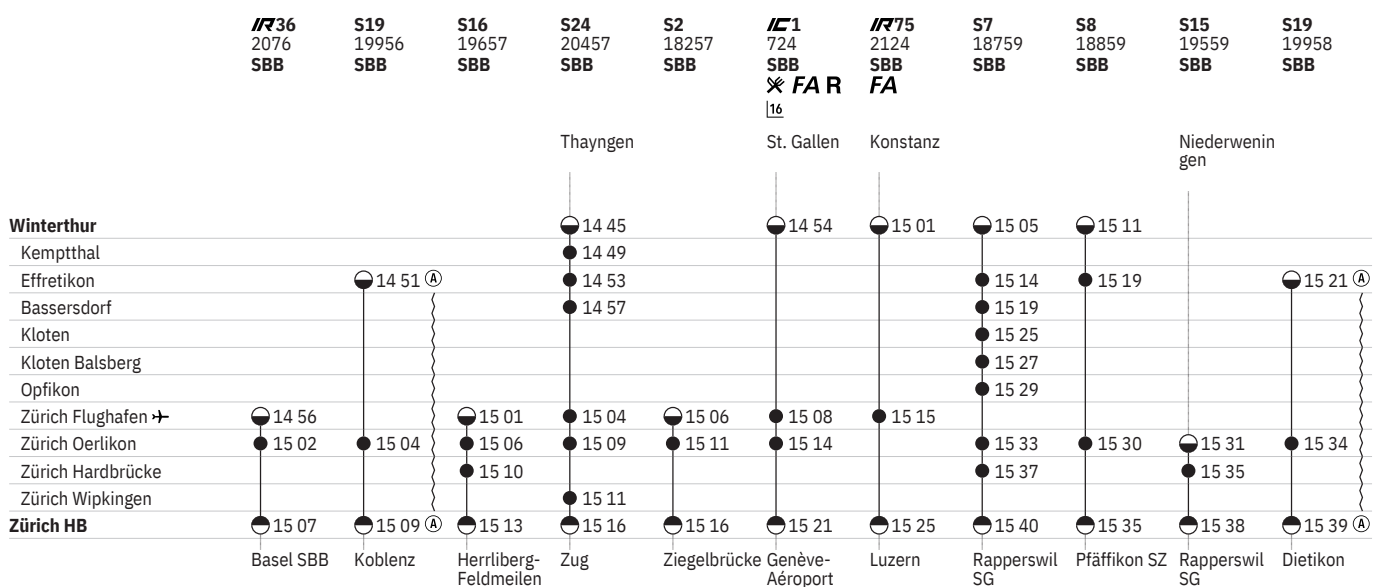 IR36 S19 S16 S24 S2 IC1 IR75 S7 S8 S15 S19
2076 19956 19657 20457 18257 724 2124 18759 18859 19559 19958
SBB SBB SBB SBB SBB SBB SBB SBB SBB SBB SBB
FA R FA
16
Thayngen St. Gallen Konstanz Niederwenin
gen
Winterthur 14 45 14 54 15 01 15 05 15 11
Kemptthal 14 49
Effretikon 14 51 A 14 53 15 14 15 19 15 21 A
Bassersdorf 14 57 15 19
Kloten 15 25
Kloten Balsberg 15 27
Opfikon 15 29
Zürich Flughafen 14 56 15 01 15 04 15 06 15 08 15 15
Zürich Oerlikon 15 02 15 04 15 06 15 09 15 11 15 14 15 33 15 30 15 31 15 34
Zürich Hardbrücke 15 10 15 37 15 35
Zürich Wipkingen 15 11
Zürich HB 15 07 15 09 A 15 13 15 16 15 16 15 21 15 25 15 40 15 35 15 38 15 39 A
Basel SBB Koblenz Herrliberg- Zug Ziegelbrücke Genève- Luzern Rapperswil Pfäffikon SZ Rapperswil Dietikon
Feldmeilen Aéroport SG SG